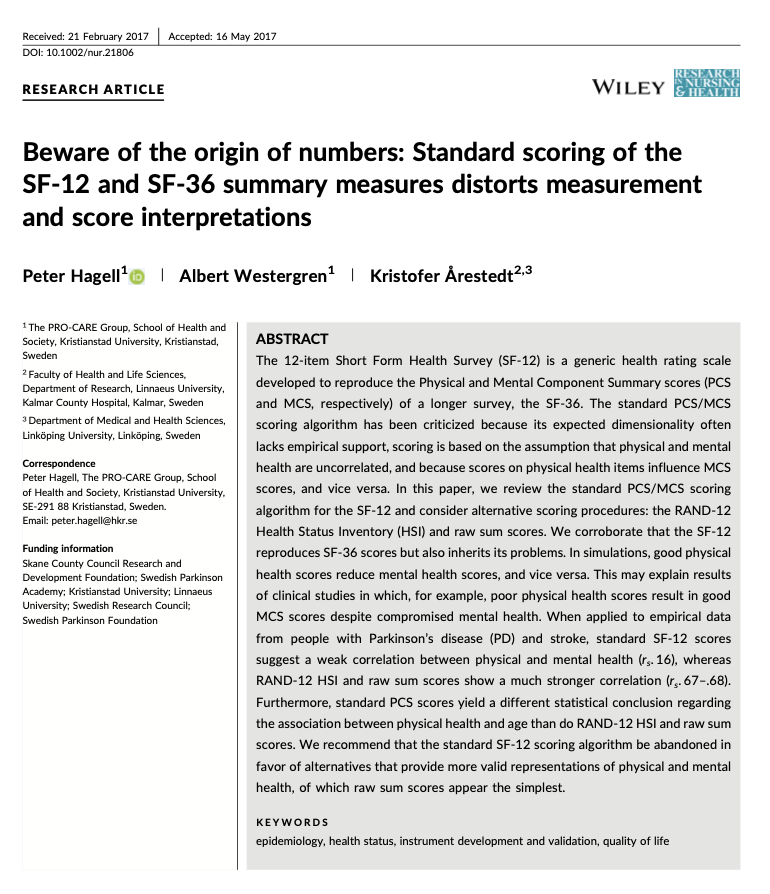 Received: 21 February 2017 | Accepted: 16 May 2017
DOI: 10.1002/nur.21806
RESEARCH ARTICLE
WILEY
RESEARCH
IN NURSING
& HEALTH
Beware of the origin of numbers: Standard scoring of the
SF-12 and SF-36 summary measures distorts measurement
and score interpretations
Peter Hagell1 iD | Albert Westergren1 | Kristofer Årestedt2,3
1 The PRO-CARE Group, School of Health and
Society, Kristianstad University, Kristianstad,
Sweden
2 Faculty of Health and Life Sciences,
Department of Research, Linnaeus University,
Kalmar County Hospital, Kalmar, Sweden
3 Department of Medical and Health Sciences,
Linköping University, Linköping, Sweden
Correspondence
Peter Hagell, The PRO-CARE Group, School
of Health and Society, Kristianstad University,
SE-291 88 Kristianstad, Sweden.
Email: peter.hagell@hkr.se
Funding information
Skane County Council Research and
Development Foundation; Swedish Parkinson
Academy; Kristianstad University; Linnaeus
University; Swedish Research Council;
Swedish Parkinson Foundation
ABSTRACT
The 12-item Short Form Health Survey (SF-12) is a generic health rating scale
developed to reproduce the Physical and Mental Component Summary scores (PCS
and MCS, respectively) of a longer survey, the SF-36. The standard PCS/MCS
scoring algorithm has been criticized because its expected dimensionality often
lacks empirical support, scoring is based on the assumption that physical and mental
health are uncorrelated, and because scores on physical health items influence MCS
scores, and vice versa. In this paper, we review the standard PCS/MCS scoring
algorithm for the SF-12 and consider alternative scoring procedures: the RAND-12
Health Status Inventory (HSI) and raw sum scores. We corroborate that the SF-12
reproduces SF-36 scores but also inherits its problems. In simulations, good physical
health scores reduce mental health scores, and vice versa. This may explain results
of clinical studies in which, for example, poor physical health scores result in good
MCS scores despite compromised mental health. When applied to empirical data
from people with Parkinson's disease (PD) and stroke, standard SF-12 scores
suggest a weak correlation between physical and mental health (rs. 16), whereas
RAND-12 HSI and raw sum scores show a much stronger correlation (rs. 67–.68).
Furthermore, standard PCS scores yield a different statistical conclusion regarding
the association between physical health and age than do RAND-12 HSI and raw sum
scores. We recommend that the standard SF-12 scoring algorithm be abandoned in
favor of alternatives that provide more valid representations of physical and mental
health, of which raw sum scores appear the simplest.
KEYWORDS
epidemiology, health status, instrument development and validation, quality of life